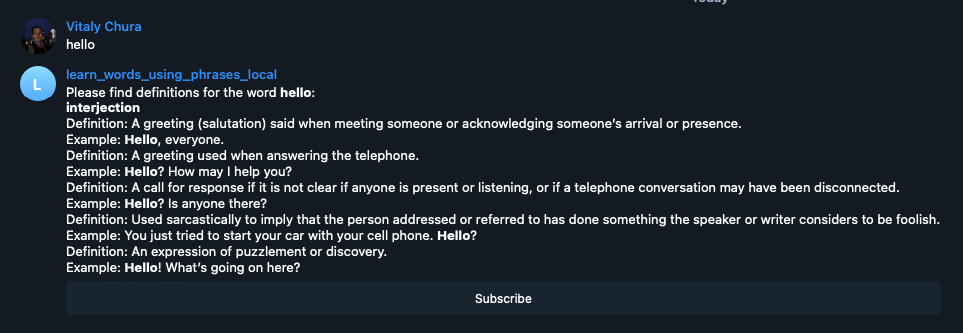 Today
Vitaly Chura
hello
L
learn_words_using_phrases_local
Please find definitions for the word hello:
interjection
Definition: A greeting (salutation) said when meeting someone or acknowledging someone's arrival or presence.
Example: Hello, everyone.
Definition: A greeting used when answering the telephone.
Example: Hello? How may I help you?
Definition: A call for response if it is not clear if anyone is present or listening, or if a telephone conversation may have been disconnected.
Example: Hello? Is anyone there?
Definition: Used sarcastically to imply that the person addressed or referred to has done something the speaker or writer considers to be foolish.
Example: You just tried to start your car with your cell phone. Hello?
Definition: An expression of puzzlement or discovery.
Example: Hello! What's going on here?
Subscribe